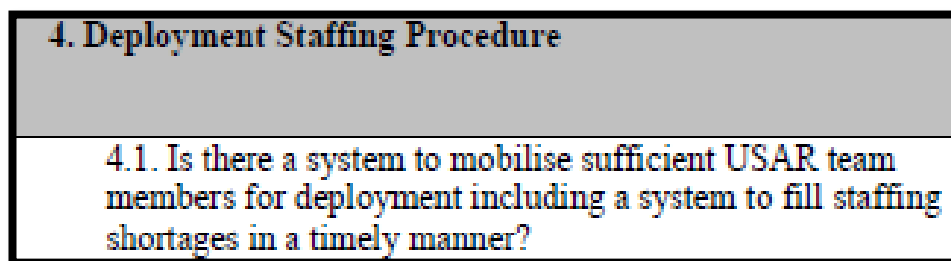 4. Deployment Staffing Procedure
4.1. Is there a system to mobilise sufficient USAR team
members for deployment including a system to fill staffing
shortages in a timely manner?